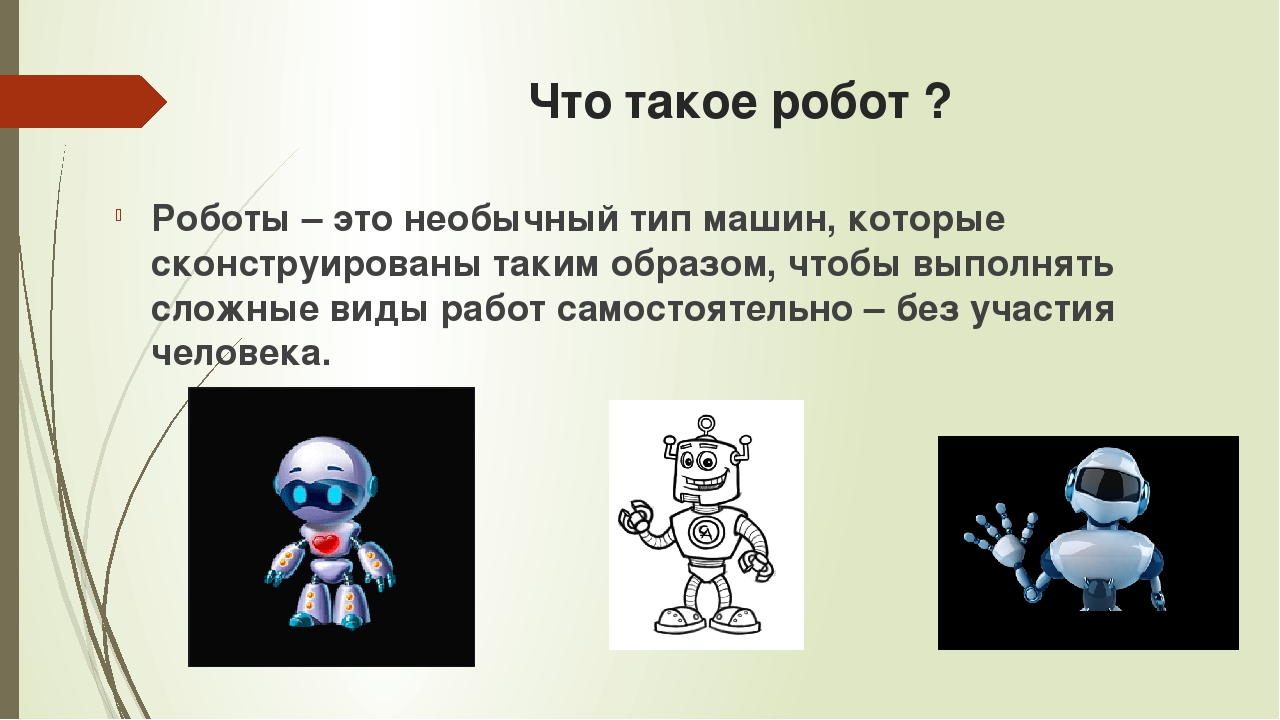 Что такое робот ?
Роботы – это необычный тип машин, которые
сконструированы таким образом, чтобы выполнять
сложные виды работ самостоятельно – без участия
человека.
CA